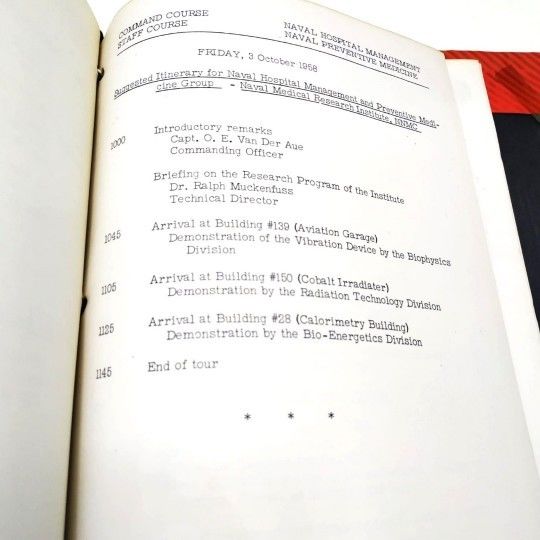 COMMAND COURSE NAVAL HOSPITAL MANAGEMENT
STAFF COURSE NAVAL PREVENTIVE MEDICINE
FRIDAY, 3 October 1958
Suggested Itinerary for Naval Hospital Management and Preventive Medi-
cine Group - Naval Medical Research Institute, NNMC
1000 Introductory remarks
Capt. O. E. Van Der Aue
Commanding Officer
Briefing on the Research Program of the Institute
Dr. Ralph Muckenfuss
Technical Director
1045 Arrival at Building #139 (Aviation Garage)
Demonstration of the Vibration Device by the Biophysics
Division
1105 Arrival at Building #150 (Cobalt Irradiater)
Demonstration by the Radiation Technology Division
1125 Arrival at Building #28 (Calorimetry Building)
Demonstration by the Bio-Energetics Division
1145 End of tour
* * *